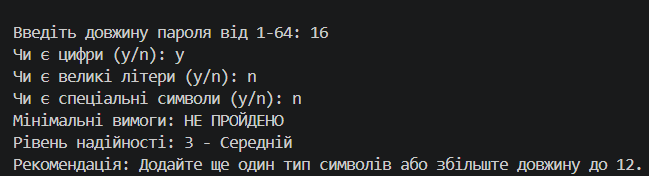 Введіть довжину пароля від 1-64: 16
Чи є цифри (y/n): y
Чи є великі літери (y/n): n
Чи є спеціальні символи (y/n): n
Мінімальні вимоги: НЕ ПРОЙДЕНО
Рівень надійності: 3 - Середній
Рекомендація: Додайте ще один тип символів або збільште довжину до 12.